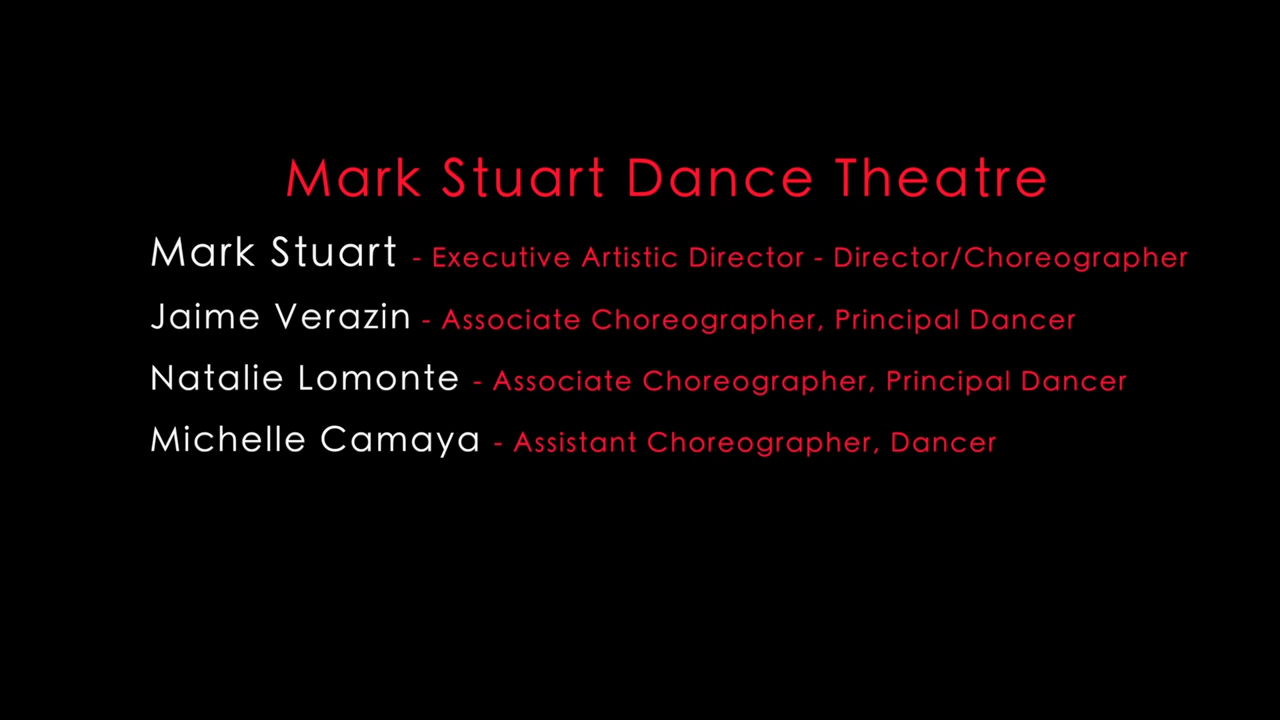 Mark Stuart Dance Theatre
Mark Stuart - Executive Artistic Director - Director/Choreographer
Jaime Verazin - Associate Choreographer, Principal Dancer
Natalie Lomonte - Associate Choreographer, Principal Dancer
Michelle Camaya - Assistant Choreographer, Dancer